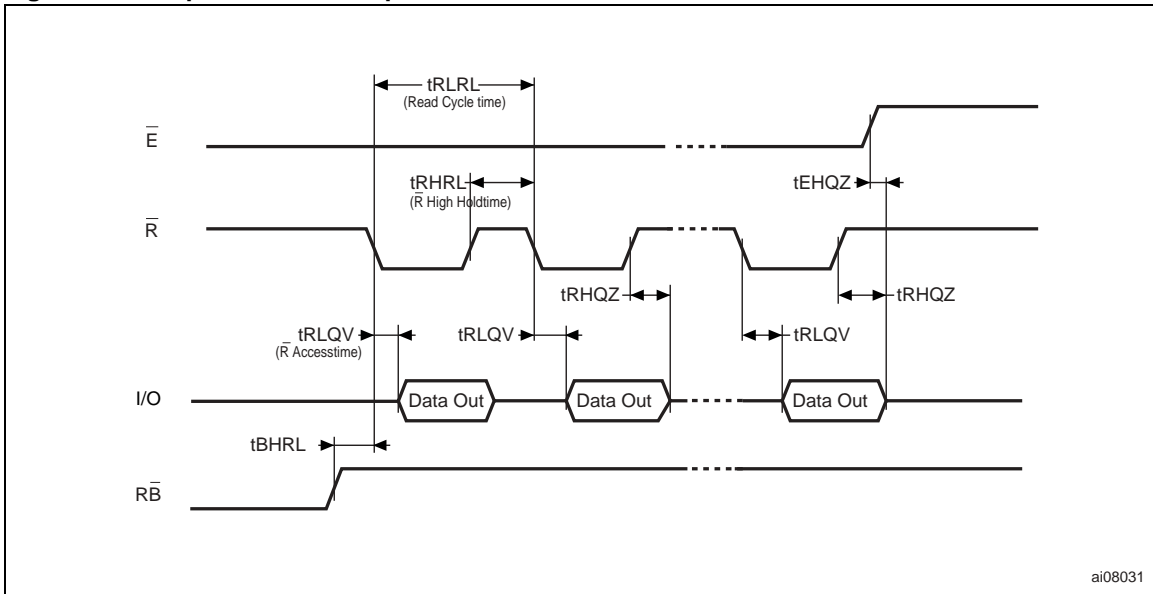 tRLRL
(Read Cycle time)
E̅
tRHRL
(R̅ High Holdtime)
tEHQZ
R̅
tRHQZ
tRHQZ
tRLQV
(R̅ Accesstime)
tRLQV
tRLQV
I/O
Data Out
Data Out
Data Out
tBHRL
RB̅
ai08031